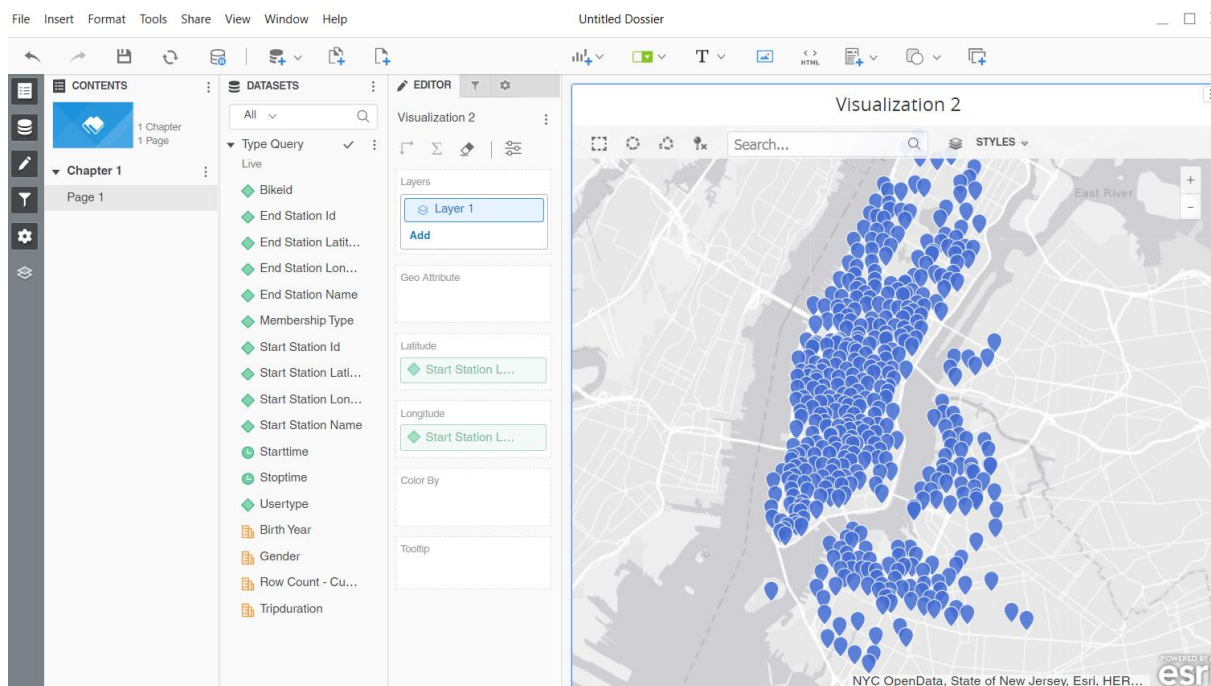 File Insert Format Tools Share View Window Help
Untitled Dossier
HTML
CONTENTS
1 Chapter
1 Page
Chapter 1
Page 1
DATASETS
All
Type Query
Live
Bikeid
End Station Id
End Station Latit...
End Station Lon...
End Station Name
Membership Type
Start Station Id
Start Station Lati...
Start Station Lon...
Start Station Name
Starttime
Stoptime
Usertype
Birth Year
Gender
Row Count - Cu...
Tripduration
EDITOR
Visualization 2
Layers
Layer 1
Add
Geo Attribute
Latitude
Start Station L...
Longitude
Start Station L...
Color By
Tooltip
Visualization 2
Search...
STYLES
East River
+
-
POWERED BY
esri
NYC OpenData, State of New Jersey, Esri, HER...